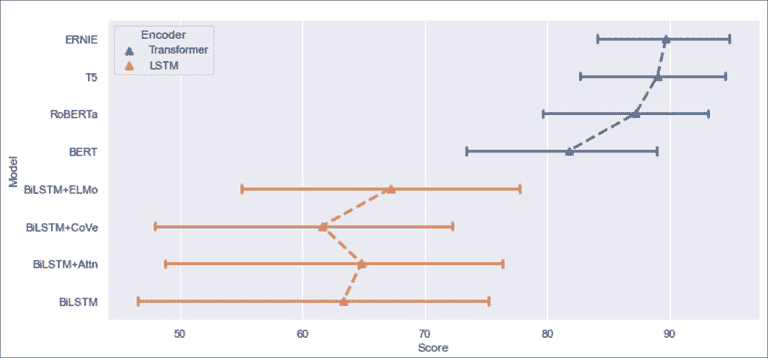 Encoder
Transformer
LSTM
ERNIE
T5
RoBERTa
BERT
BiLSTM+ELMo
BiLSTM+CoVe
BiLSTM+Attn
BiLSTM
Model
50 60 70 80 90
Score